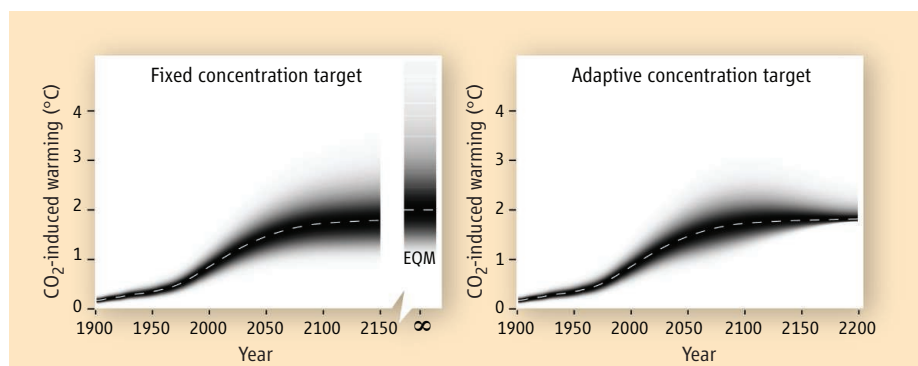 Fixed concentration target
CO₂-induced warming (°C)
4
3
2
1
0
EQM
1900 1950 2000 2050 2100 2150 ∞
Year
Adaptive concentration target
CO₂-induced warming (°C)
4
3
2
1
0
1900 1950 2000 2050 2100 2150 2200
Year